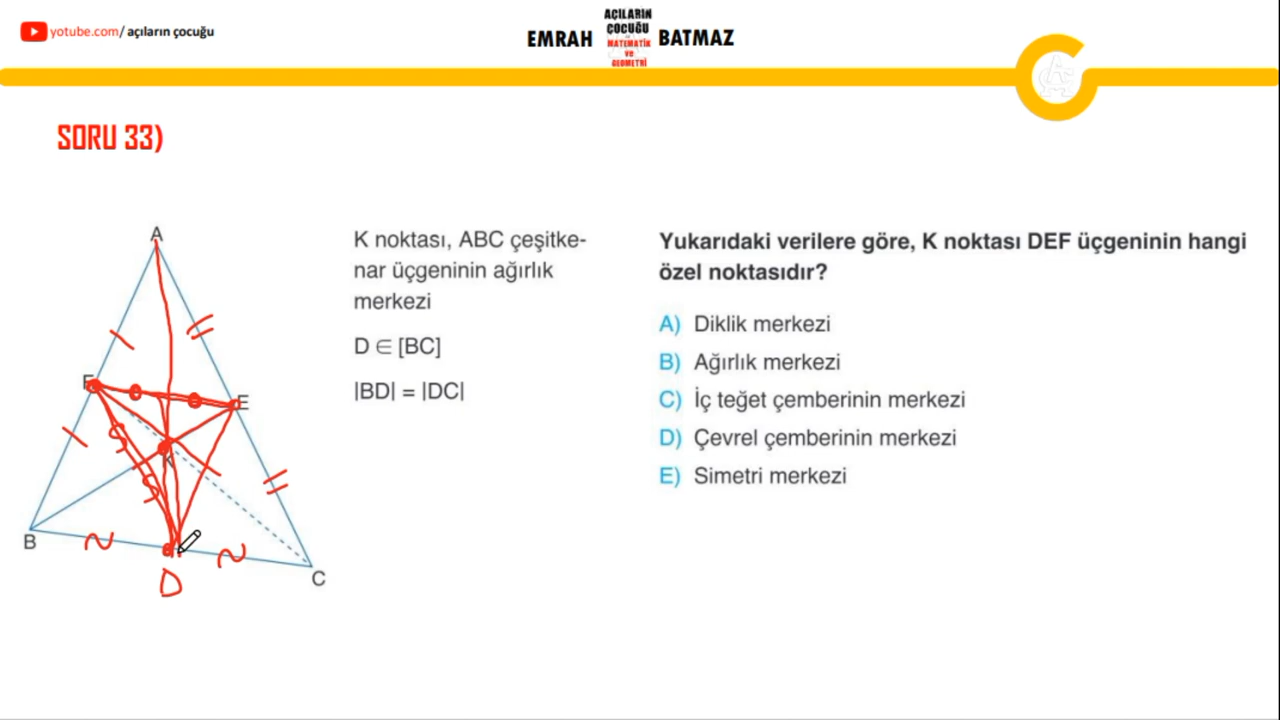 yotube.com/ açıların çocuğu
EMRAH
AÇILARIN
ÇOCUĞU
MATEMATİK
ve
GEOMETRİ
BATMAZ
SORU 33)
A
F
E
K
B
D
C
K noktası, ABC çeşitke-
nar üçgeninin ağırlık
merkezi
D ∈ [BC]
|BD| = |DC|
Yukarıdaki verilere göre, K noktası DEF üçgeninin hangi
özel noktasıdır?
A) Diklik merkezi
B) Ağırlık merkezi
C) İç teğet çemberinin merkezi
D) Çevrel çemberinin merkezi
E) Simetri merkezi